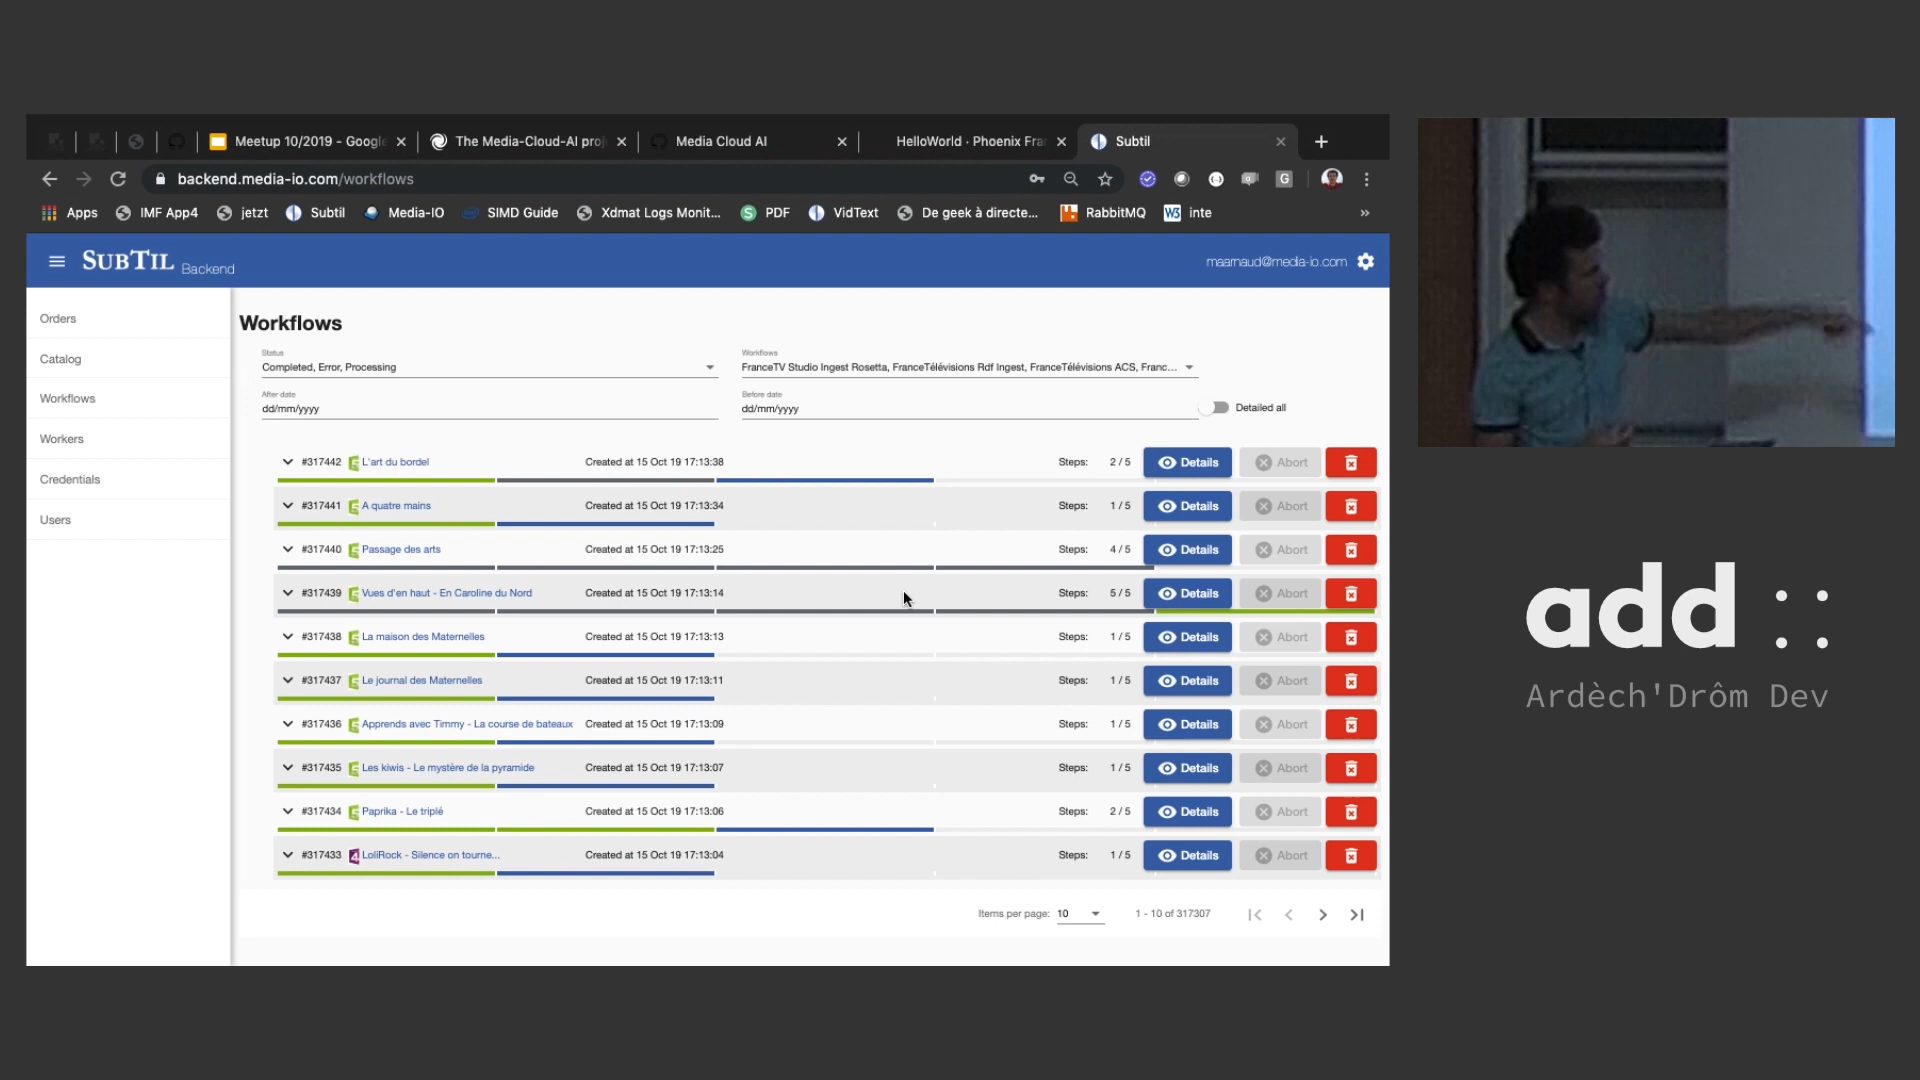 Meetup 10/2019 - Google
The Media-Cloud-AI proj
Media Cloud AI
HelloWorld · Phoenix Fra
Subtil
backend.media-io.com/workflows
Apps
IMF App4
jetzt
Subtil
Media-IO
SIMD Guide
Xdmat Logs Monit...
PDF
VidText
De geek à directe...
RabbitMQ
inte
SUBTIL Backend
maarnaud@media-io.com
Orders
Catalog
Workflows
Workers
Credentials
Users
Workflows
Status
Completed, Error, Processing
Workflows
FranceTV Studio Ingest Rosetta, FranceTélévisions Rdf Ingest, FranceTélévisions ACS, Franc...
After date
dd/mm/yyyy
Before date
dd/mm/yyyy
Detailed all
#317442 L'art du bordel Created at 15 Oct 19 17:13:38 Steps: 2 / 5 Details Abort
#317441 A quatre mains Created at 15 Oct 19 17:13:34 Steps: 1 / 5 Details Abort
#317440 Passage des arts Created at 15 Oct 19 17:13:25 Steps: 4 / 5 Details Abort
#317439 Vues d'en haut - En Caroline du Nord Created at 15 Oct 19 17:13:14 Steps: 5 / 5 Details Abort
#317438 La maison des Maternelles Created at 15 Oct 19 17:13:13 Steps: 1 / 5 Details Abort
#317437 Le journal des Maternelles Created at 15 Oct 19 17:13:11 Steps: 1 / 5 Details Abort
#317436 Apprends avec Timmy - La course de bateaux Created at 15 Oct 19 17:13:09 Steps: 1 / 5 Details Abort
#317435 Les kiwis - Le mystère de la pyramide Created at 15 Oct 19 17:13:07 Steps: 1 / 5 Details Abort
#317434 Paprika - Le triplé Created at 15 Oct 19 17:13:06 Steps: 2 / 5 Details Abort
#317433 LoliRock - Silence on tourne... Created at 15 Oct 19 17:13:04 Steps: 1 / 5 Details Abort
Items per page: 10 1 - 10 of 317307
add ::
Ardèch'Drôm Dev